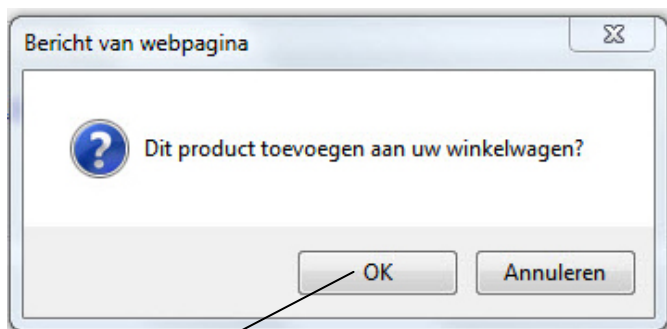 Bericht van webpagina
Dit product toevoegen aan uw winkelwagen?
OK
Annuleren